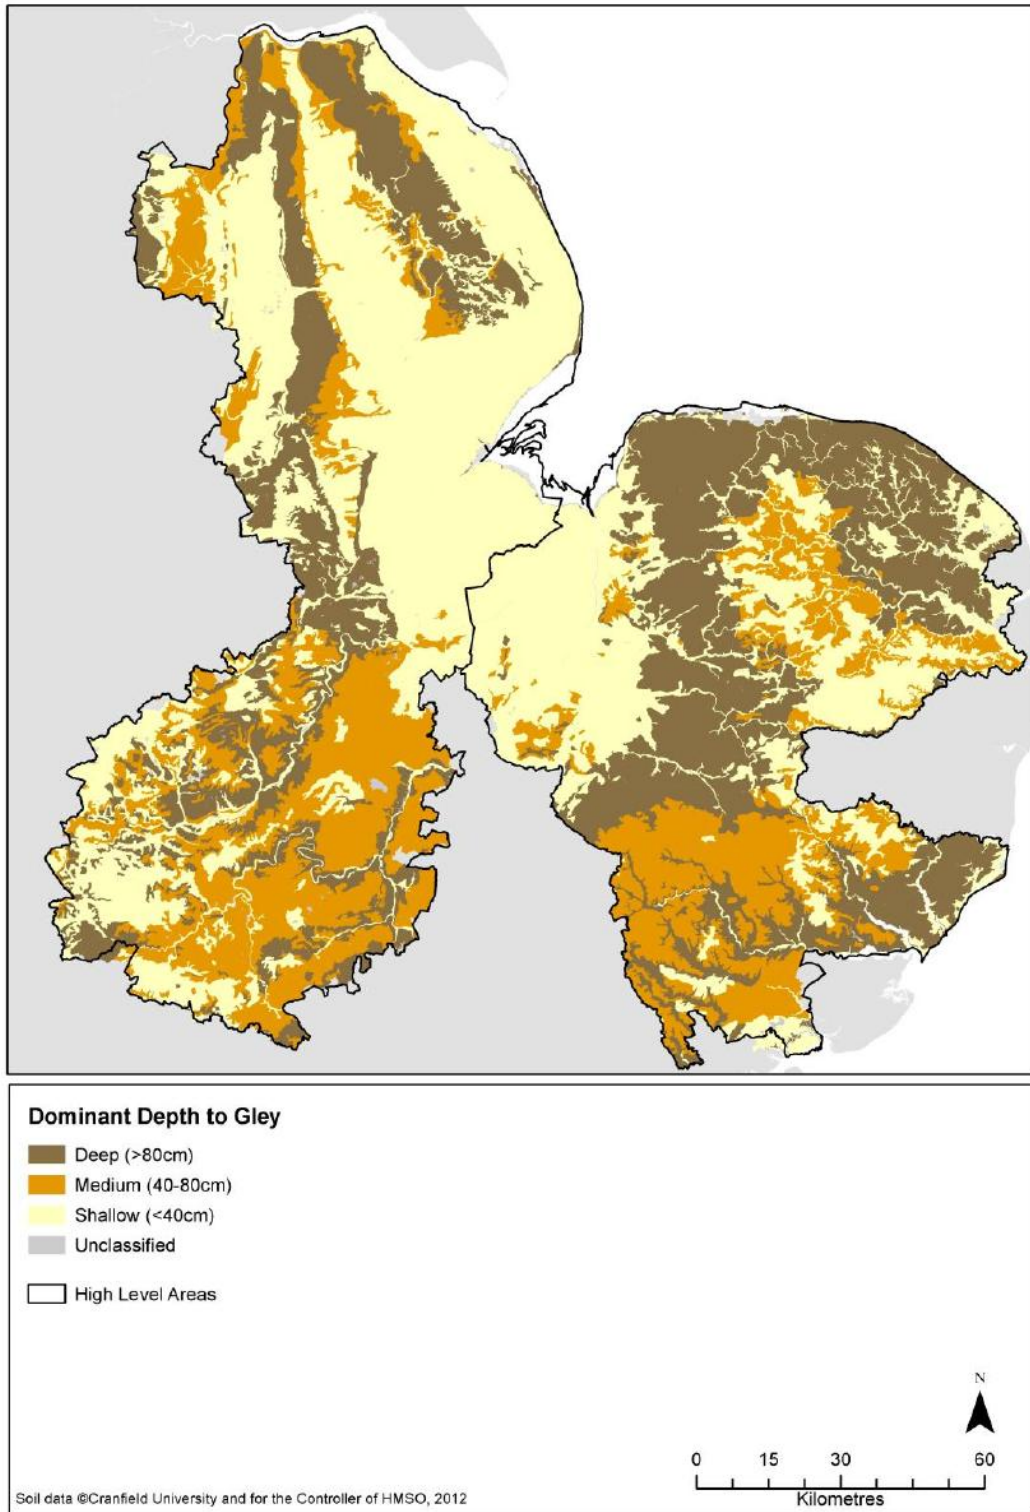 Dominant Depth to Gley
Deep (>80cm)
Medium (40-80cm)
Shallow (<40cm)
Unclassified
High Level Areas
N
0 15 30 60
Kilometres
Soil data ©Cranfield University and for the Controller of HMSO, 2012